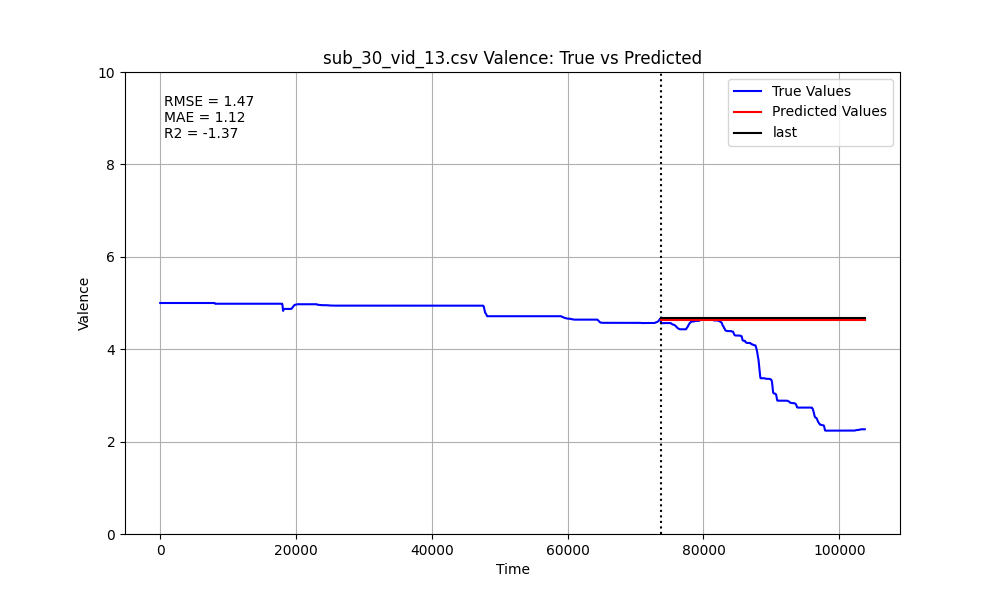 sub_30_vid_13.csv Valence: True vs Predicted
10
8
6
4
2
0
Valence
RMSE = 1.47
MAE = 1.12
R2 = -1.37
True Values
Predicted Values
last
0
20000
40000
60000
80000
100000
Time